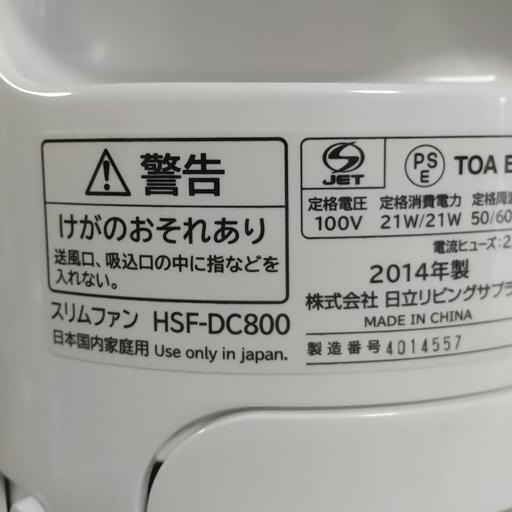 警告
けがのおそれあり
送風口、吸込口の中に指などを
入れない。
スリムファン HSF-DC800
日本国内家庭用 Use only in japan.
S JET
PS E TOA E
定格電圧 定格消費電力 定格周
100V 21W/21W 50/60
電流ヒューズ:2
2014年製
株式会社 日立リビングサプラ
MADE IN CHINA
製造番号 4014557